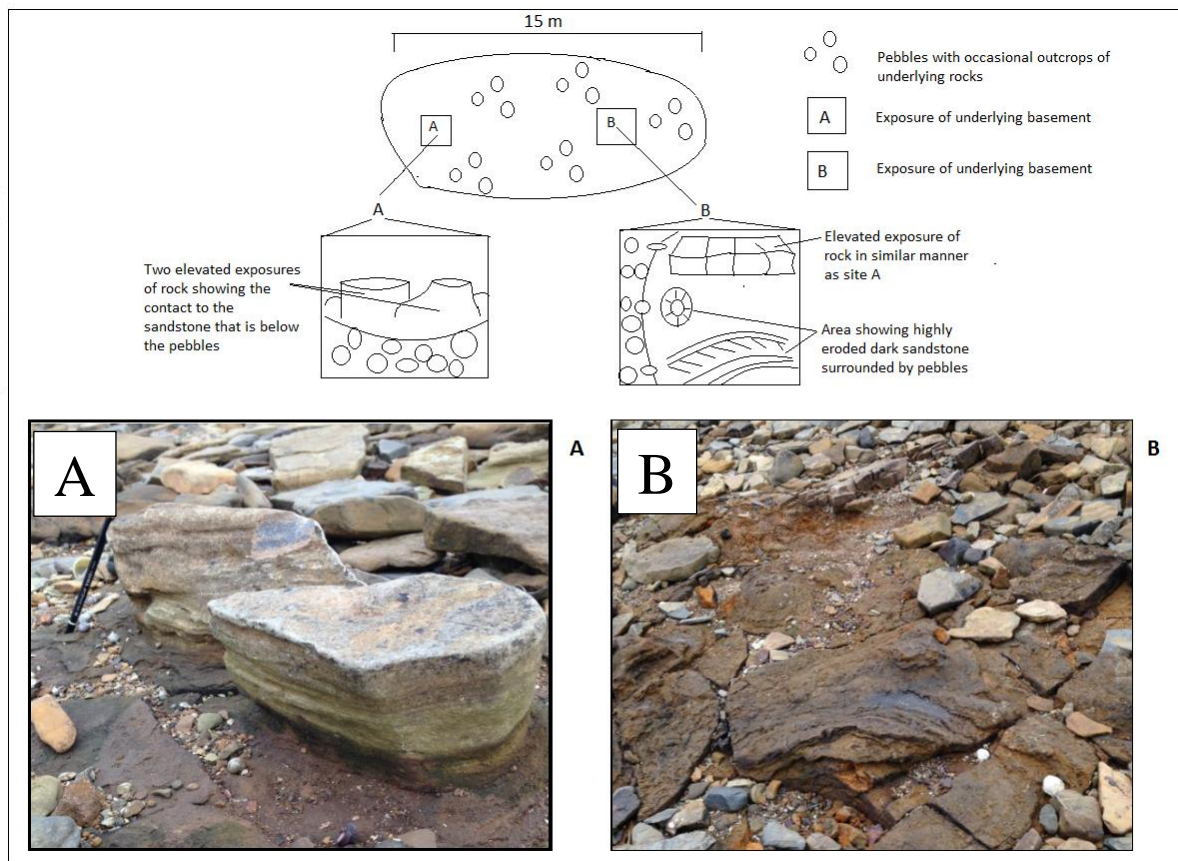 15 m
Pebbles with occasional outcrops of
underlying rocks
A
Exposure of underlying basement
B
Exposure of underlying basement
A
B
A
Two elevated exposures
of rock showing the
contact to the
sandstone that is below
the pebbles
B
Elevated exposure of
rock in similar manner
as site A
Area showing highly
eroded dark sandstone
surrounded by pebbles
A
A
B
B